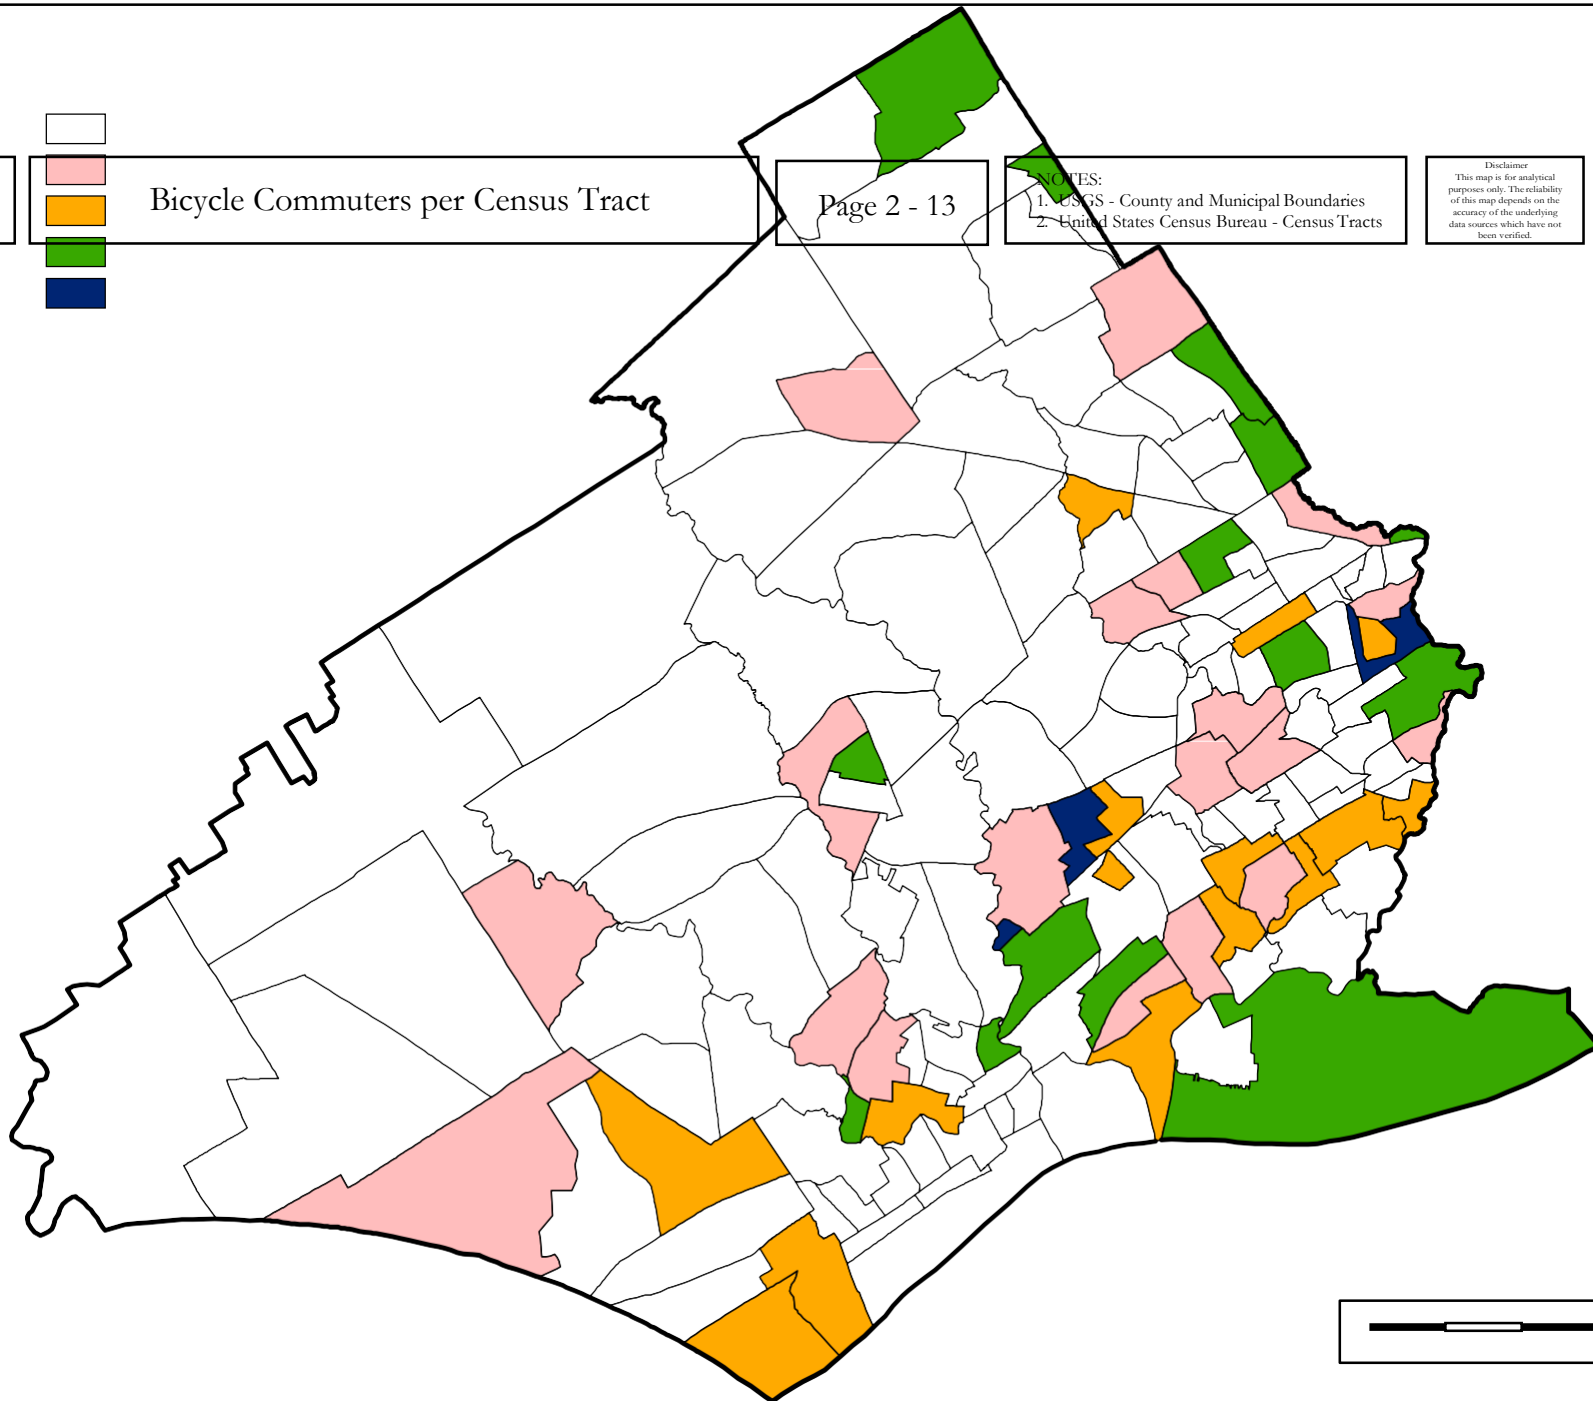 Bicycle Commuters per Census Tract
Page 2 - 13
NOTES:
1. USGS - County and Municipal Boundaries
2. United States Census Bureau - Census Tracts
Disclaimer
This map is for analytical
purposes only. The reliability
of this map depends on the
accuracy of the underlying
data sources which have not
been verified.